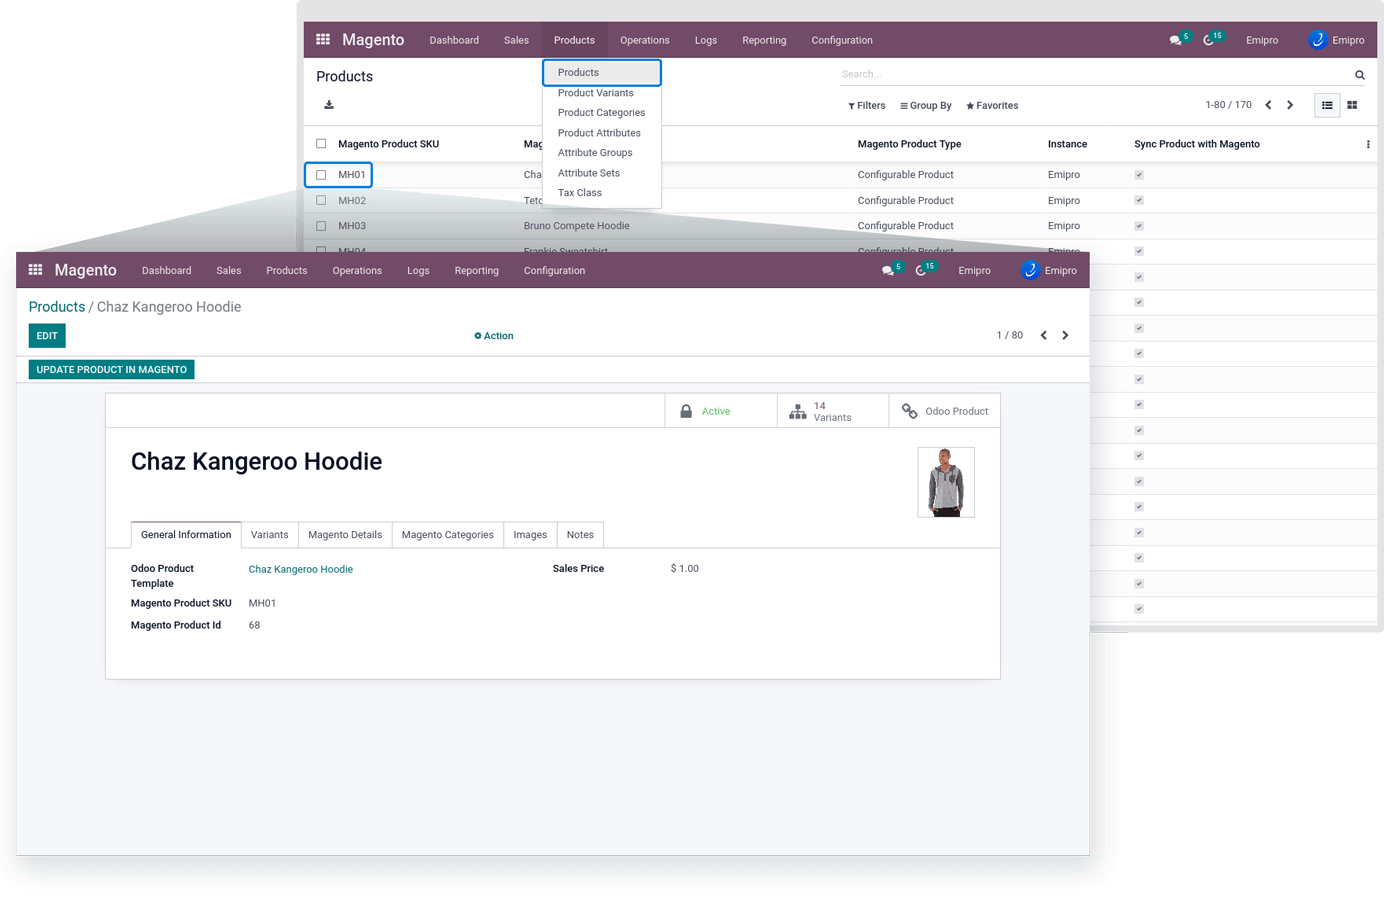 Magento Dashboard Sales Products Operations Logs Reporting Configuration 5 15 Emipro Emipro
Products
Search...
Products
Product Variants
Product Categories
Product Attributes
Attribute Groups
Attribute Sets
Tax Class
Filters Group By Favorites 1-80 / 170
Magento Product SKU Mag Magento Product Type Instance Sync Product with Magento
MH01 Cha Configurable Product Emipro
MH02 Teto Configurable Product Emipro
MH03 Bruno Compete Hoodie Configurable Product Emipro
MH04 Frankie Sweatshirt Configurable Product Emipro
Magento Dashboard Sales Products Operations Logs Reporting Configuration 5 15 Emipro Emipro
Products / Chaz Kangeroo Hoodie
EDIT Action 1 / 80
UPDATE PRODUCT IN MAGENTO
Active 14 Variants Odoo Product
Chaz Kangeroo Hoodie
General Information Variants Magento Details Magento Categories Images Notes
Odoo Product Template Chaz Kangeroo Hoodie Sales Price $ 1.00
Magento Product SKU MH01
Magento Product Id 68